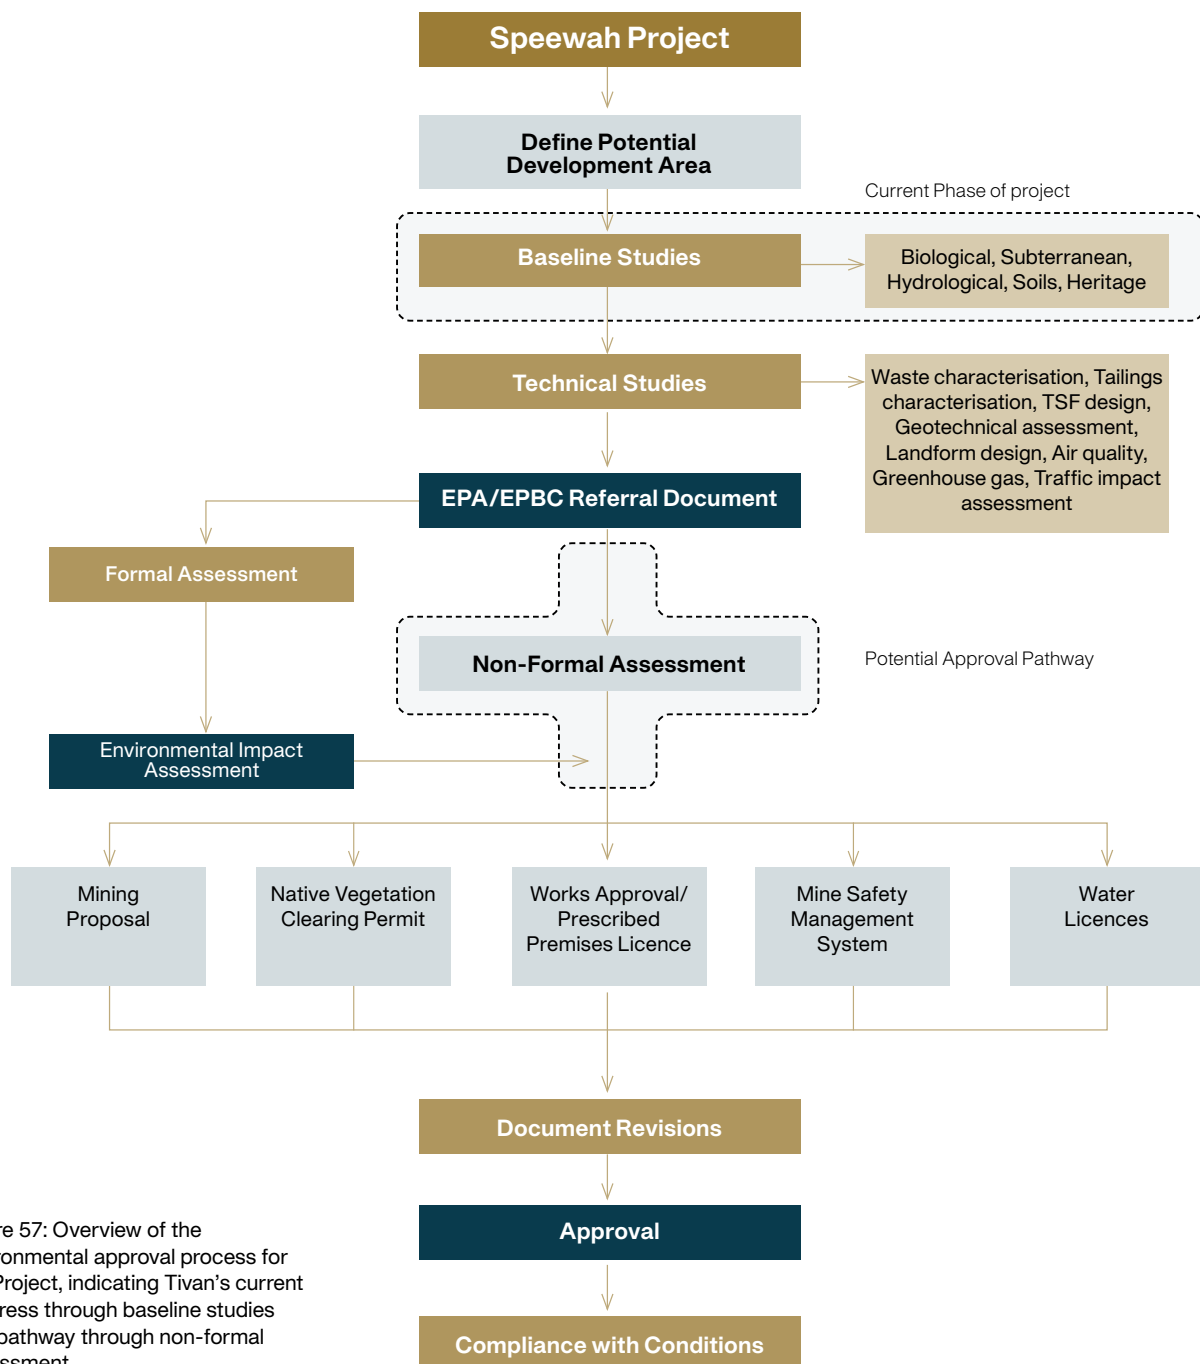 Speewah Project
Define Potential
Development Area
Current Phase of project
Baseline Studies
Biological, Subterranean,
Hydrological, Soils, Heritage
Technical Studies
Waste characterisation, Tailings
characterisation, TSF design,
Geotechnical assessment,
Landform design, Air quality,
Greenhouse gas, Traffic impact
assessment
EPA/EPBC Referral Document
Formal Assessment
Non-Formal Assessment
Potential Approval Pathway
Environmental Impact
Assessment
Mining
Proposal
Native Vegetation
Clearing Permit
Works Approval/
Prescribed
Premises Licence
Mine Safety
Management
System
Water
Licences
Document Revisions
Approval
re 57: Overview of the
ronmental approval process for
Project, indicating Tivan's current
ress through baseline studies
pathway through non-formal
ssment
Compliance with Conditions